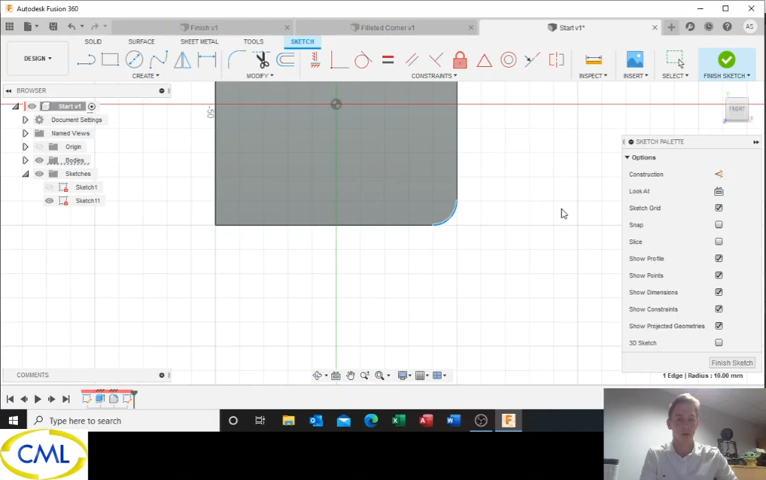 Autodesk Fusion 360
Finish v1
Filleted Corner v1
Start v1*
AS
DESIGN
SOLID
SURFACE
SHEET METAL
TOOLS
SKETCH
CREATE
MODIFY
CONSTRAINTS
INSPECT
INSERT
SELECT
FINISH SKETCH
BROWSER
Start v1
Document Settings
Named Views
Origin
Bodies
Sketches
Sketch1
Sketch11
-50
FRONT
SKETCH PALETTE
Options
Construction
Look At
Sketch Grid
Snap
Slice
Show Profile
Show Points
Show Dimensions
Show Constraints
Show Projected Geometries
3D Sketch
Finish Sketch
1 Edge | Radius : 10.00 mm
COMMENTS
Type here to search
CML